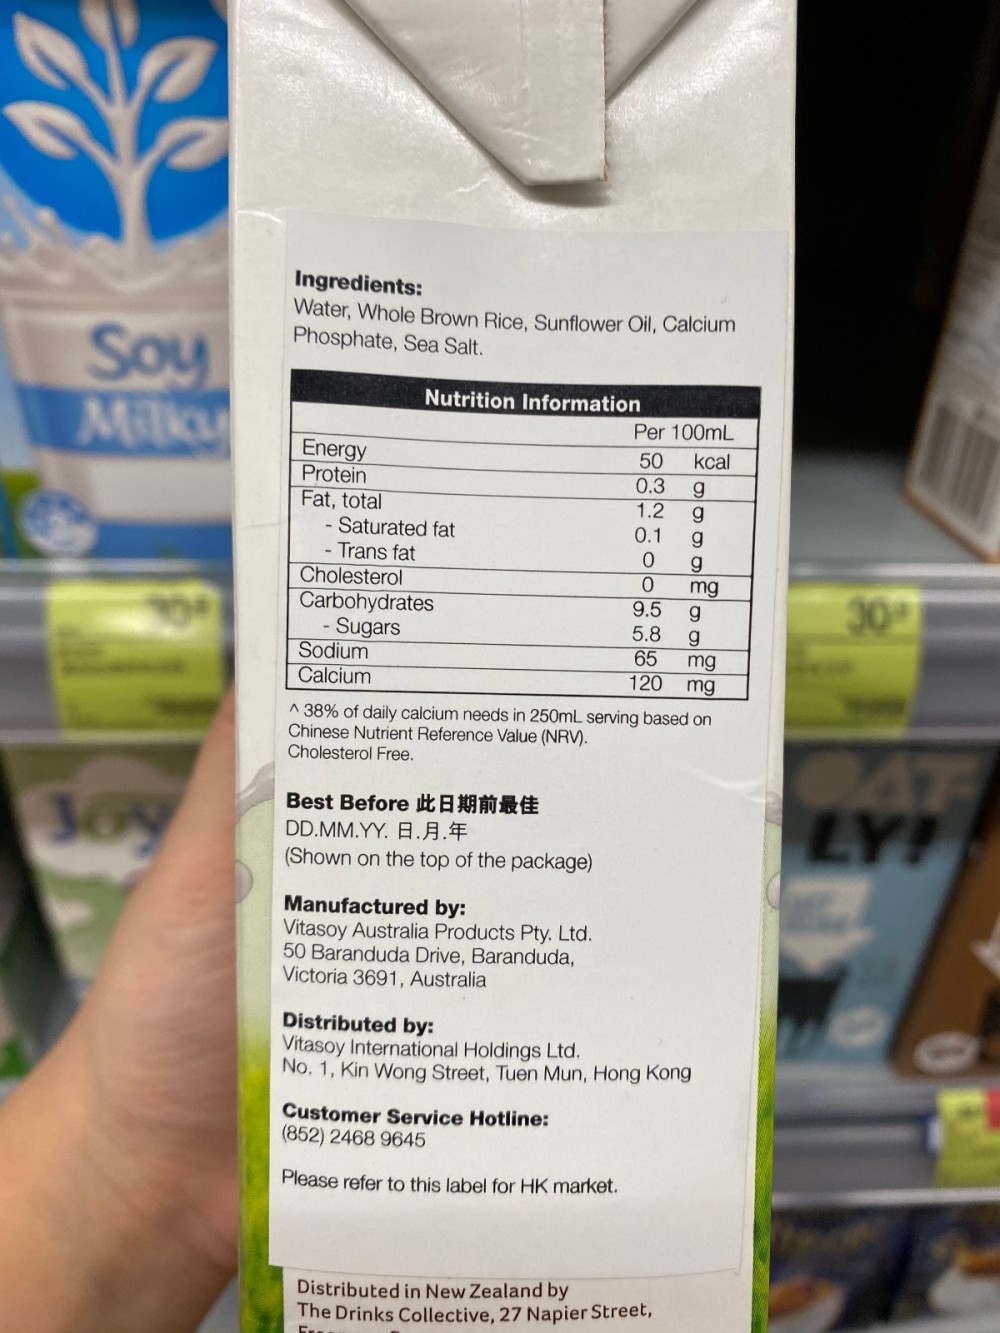 Soy
Milky
Ingredients:
Water, Whole Brown Rice, Sunflower Oil, Calcium
Phosphate, Sea Salt.
Nutrition Information
Per 100mL
Energy 50 kcal
Protein 0.3 g
Fat, total 1.2 g
- Saturated fat 0.1 g
- Trans fat 0 g
Cholesterol 0 mg
Carbohydrates 9.5 g
- Sugars 5.8 g
Sodium 65 mg
Calcium 120 mg
^ 38% of daily calcium needs in 250mL serving based on
Chinese Nutrient Reference Value (NRV).
Cholesterol Free.
Best Before 此日期前最佳
DD.MM.YY. 日.月.年
(Shown on the top of the package)
Manufactured by:
Vitasoy Australia Products Pty. Ltd.
50 Baranduda Drive, Baranduda,
Victoria 3691, Australia
Distributed by:
Vitasoy International Holdings Ltd.
No. 1, Kin Wong Street, Tuen Mun, Hong Kong
Customer Service Hotline:
(852) 2468 9645
Please refer to this label for HK market.
Distributed in New Zealand by
The Drinks Collective, 27 Napier Street,
Joy
OAT-
LY!